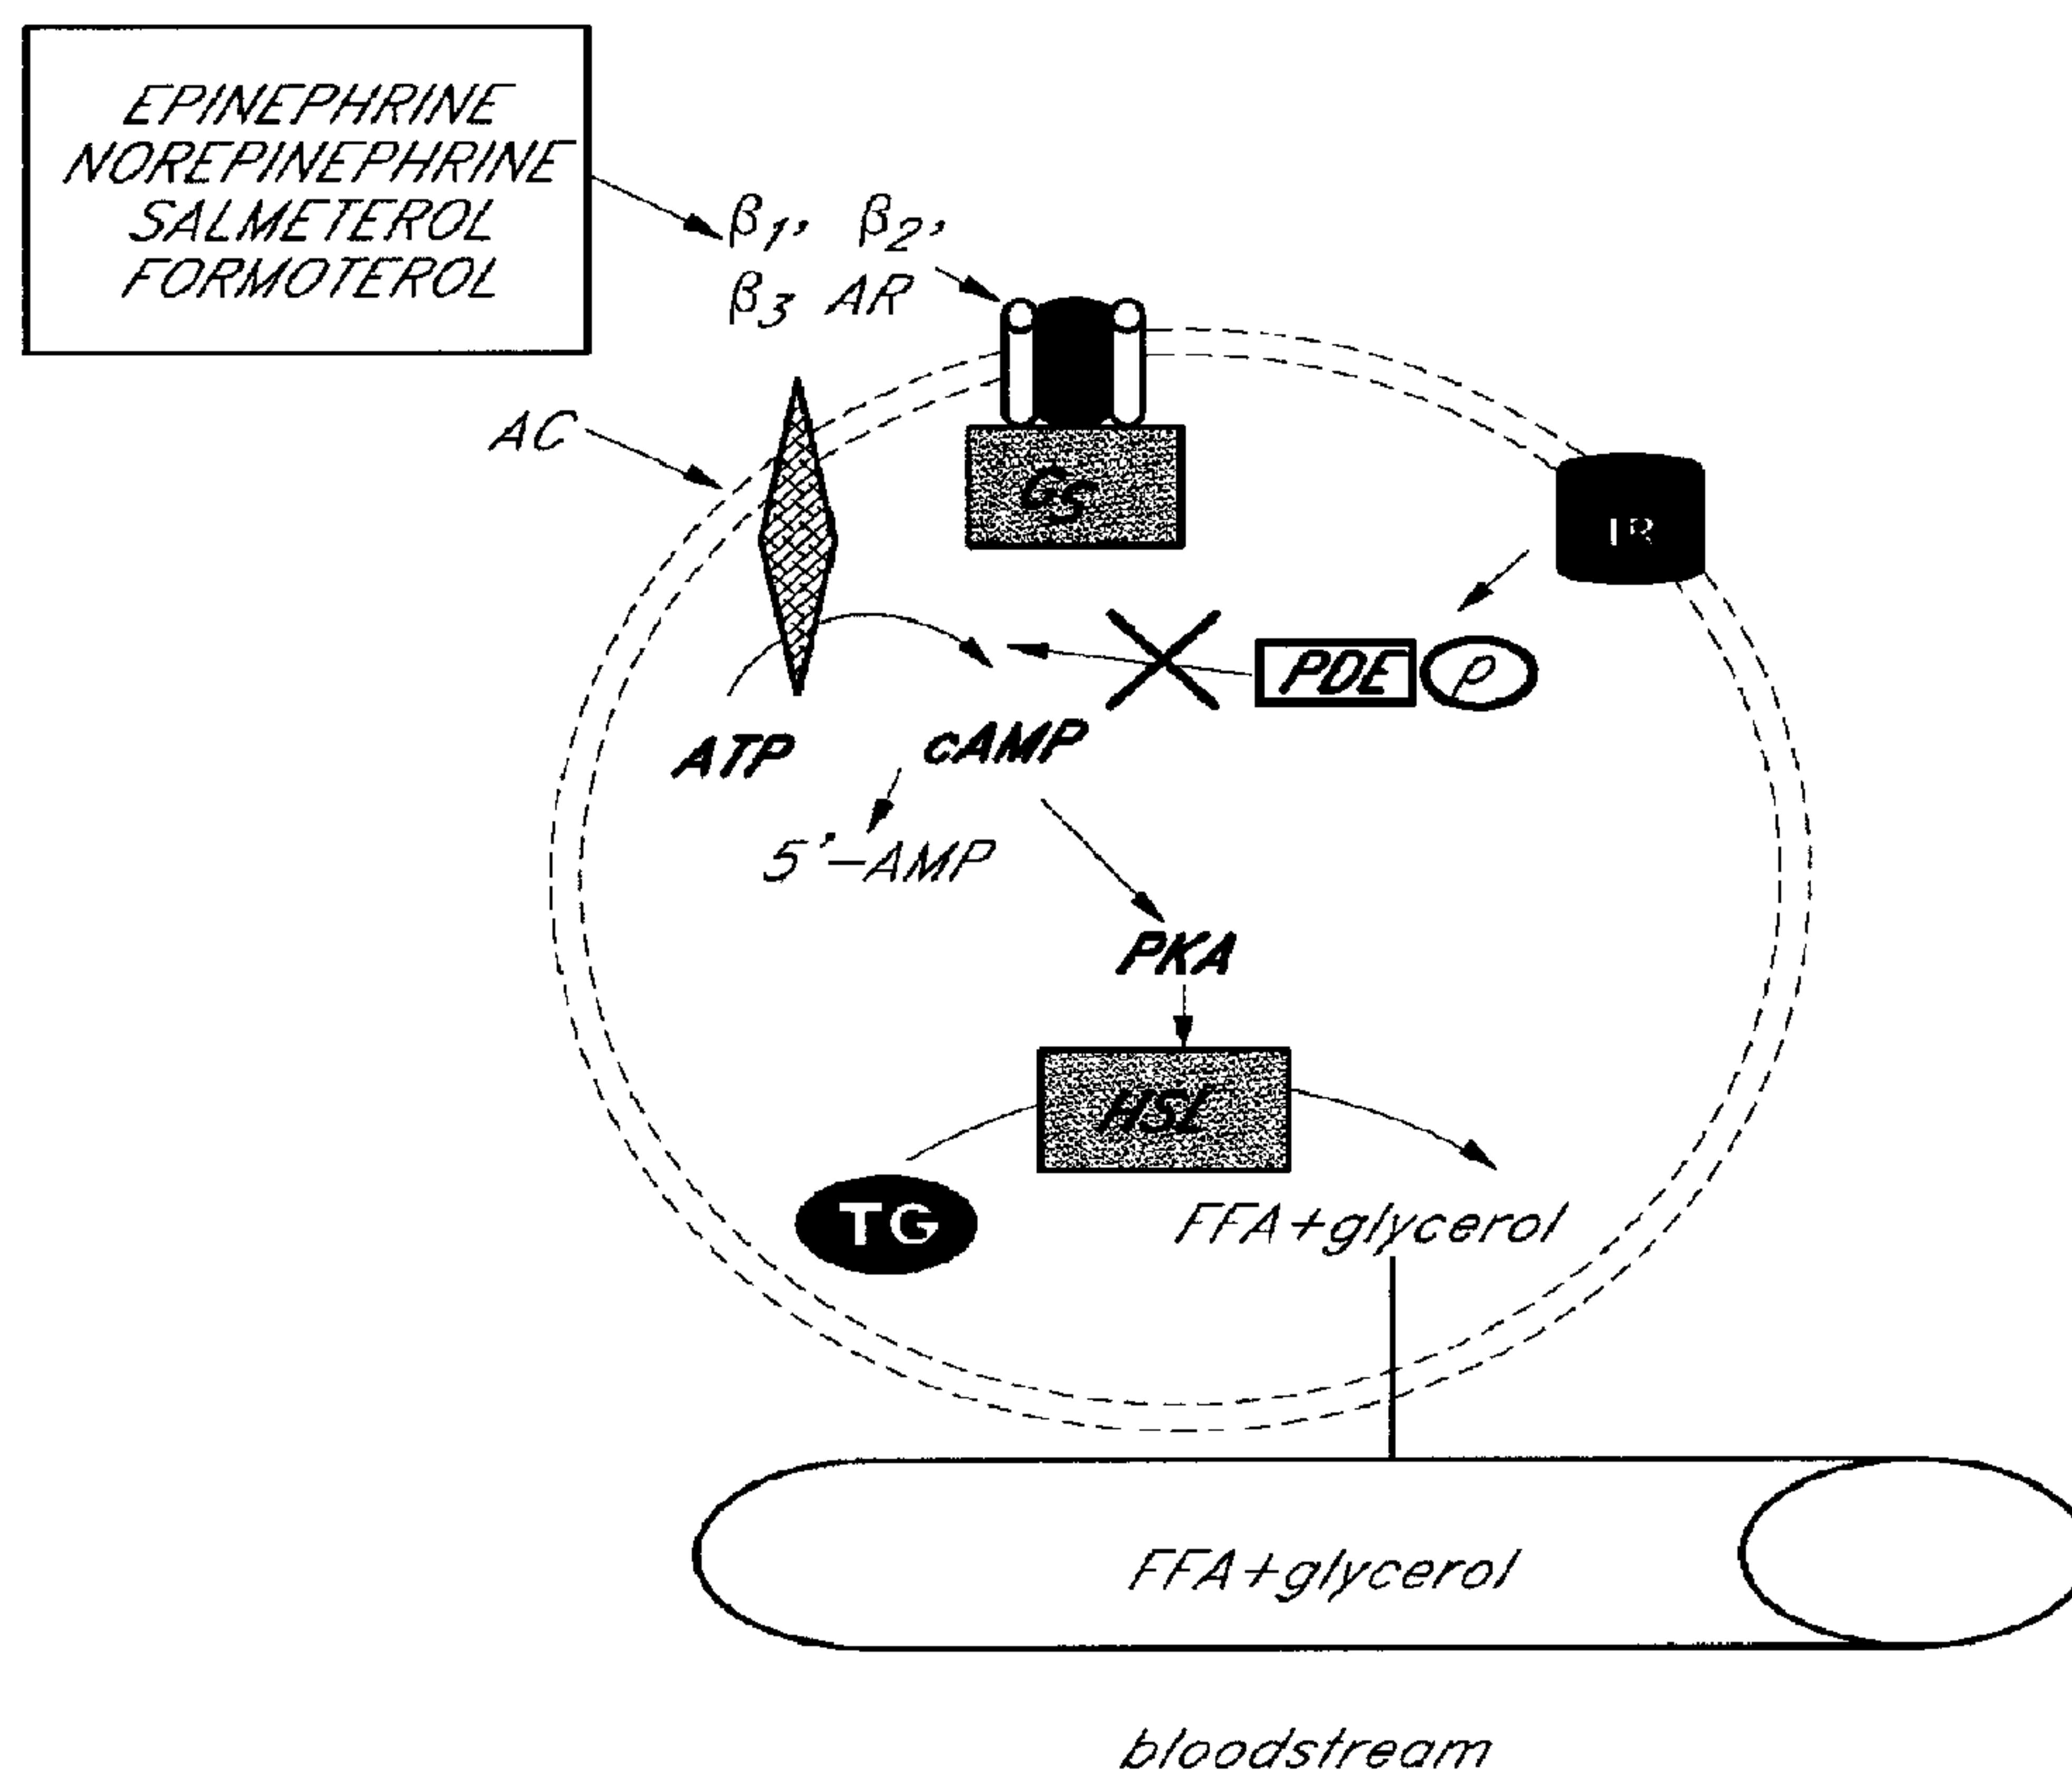 EPINEPHRINE
NOREPINEPHRINE
SALMETEROL
FORMOTEROL
β1, β2,
β3 AR
AC
GS
IR
PDE P
ATP cAMP
5'-AMP
PKA
HSL
TG
FFA+glycerol
FFA+glycerol
bloodstream